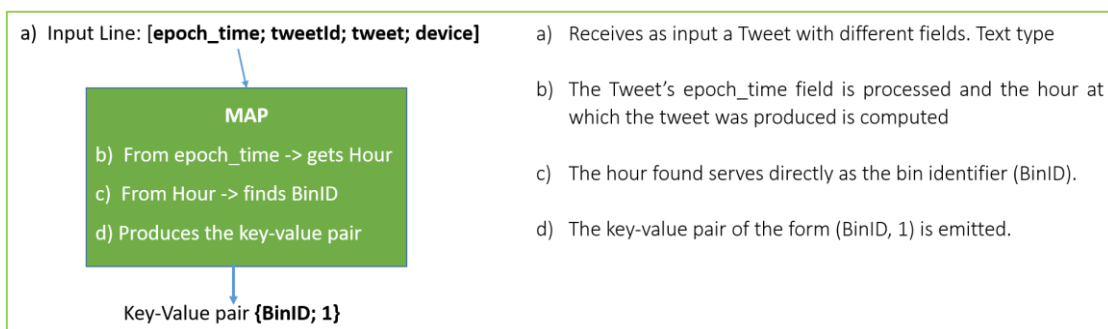 a) Input Line: [epoch_time; tweetId; tweet; device]
MAP
b) From epoch_time -> gets Hour
c) From Hour -> finds BinID
d) Produces the key-value pair
Key-Value pair {BinID; 1}
a) Receives as input a Tweet with different fields. Text type
b) The Tweet’s epoch_time field is processed and the hour at
which the tweet was produced is computed
c) The hour found serves directly as the bin identifier (BinID).
d) The key-value pair of the form (BinID, 1) is emitted.